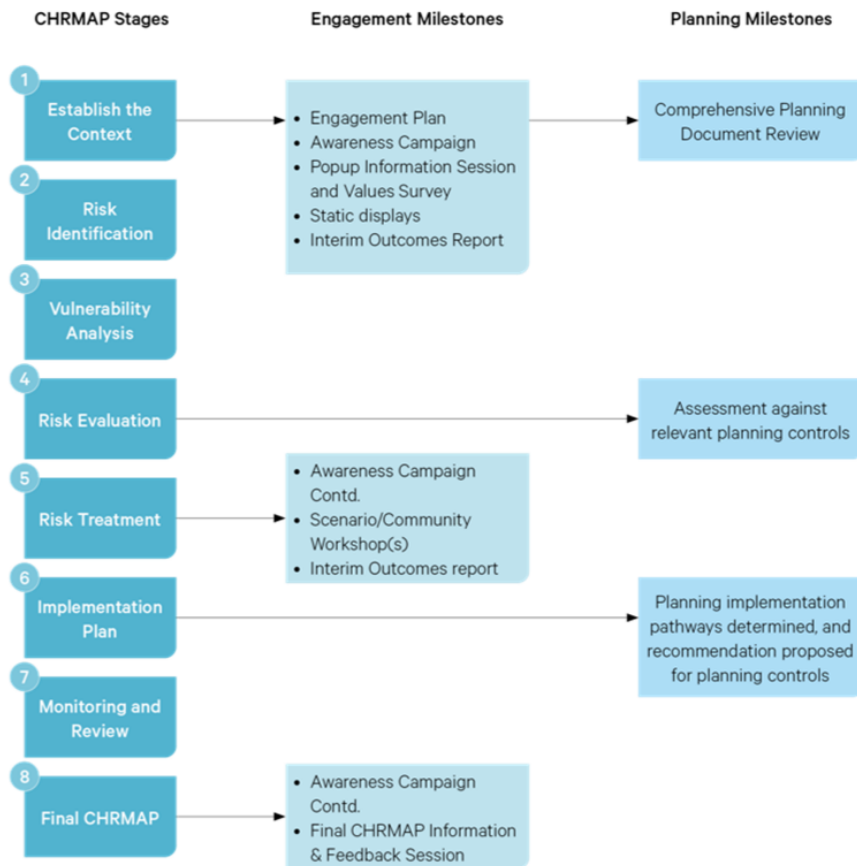 CHRMAP Stages
Engagement Milestones
Planning Milestones
1
Establish the
Context
• Engagement Plan
• Awareness Campaign
• Popup Information Session
and Values Survey
• Static displays
• Interim Outcomes Report
Comprehensive Planning
Document Review
2
Risk
Identification
3
Vulnerability
Analysis
4
Risk Evaluation
Assessment against
relevant planning controls
5
Risk Treatment
• Awareness Campaign
Contd.
• Scenario/Community
Workshop(s)
• Interim Outcomes report
6
Implementation
Plan
Planning implementation
pathways determined, and
recommendation proposed
for planning controls
7
Monitoring and
Review
8
Final CHRMAP
• Awareness Campaign
Contd.
• Final CHRMAP Information
& Feedback Session